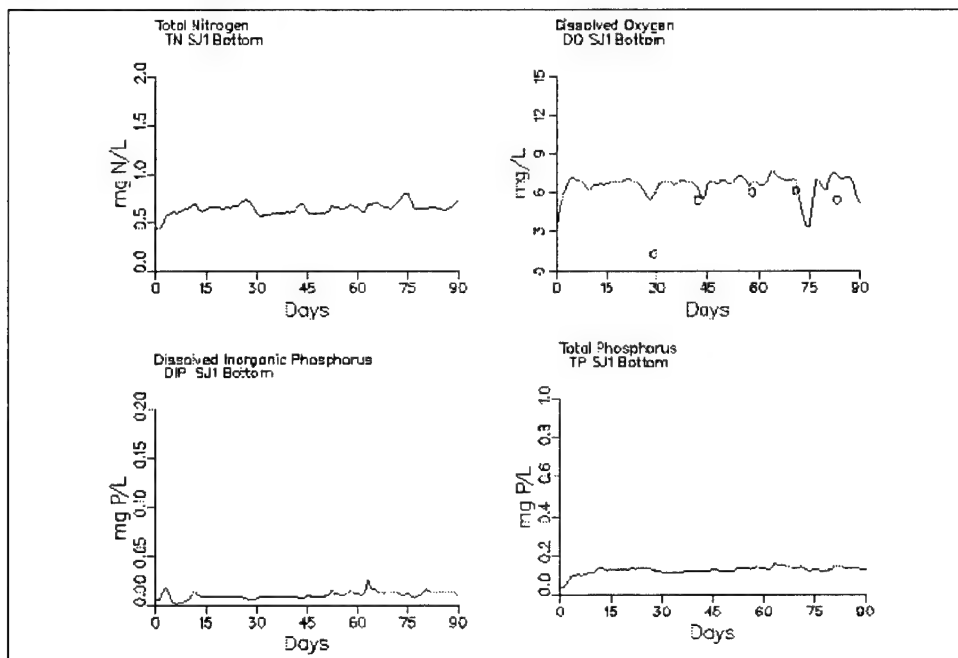 Total Nitrogen
TN SJ1 Bottom
mg N/L
2.0
1.5
1.0
0.5
0.0
0 15 30 45 60 75 90
Days
Dissolved Oxygen
DO SJ1 Bottom
mg/L
15
12
9
6
3
0
0 15 30 45 60 75 90
Days
Dissolved Inorganic Phosphorus
DIP SJ1 Bottom
mg P/L
0.20
0.15
0.10
0.05
0.00
0 15 30 45 60 75 90
Days
Total Phosphorus
TP SJ1 Bottom
mg P/L
1.0
0.8
0.6
0.4
0.2
0.0
0 15 30 45 60 75 90
Days